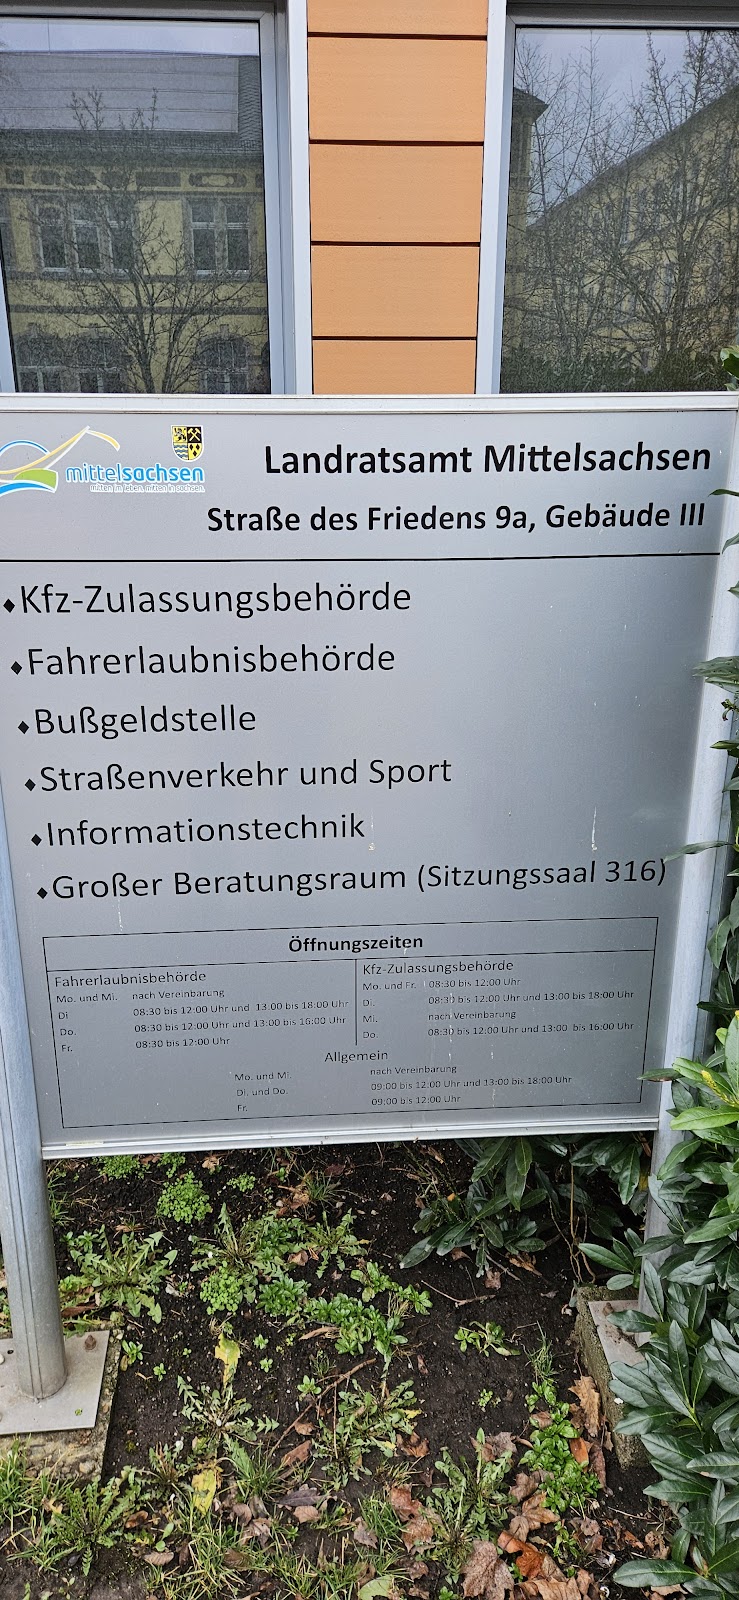 mittelsachsen
mitten im leben. mitten in sachsen.
Landratsamt Mittelsachsen
Straße des Friedens 9a, Gebäude III
♦Kfz-Zulassungsbehörde
♦Fahrerlaubnisbehörde
♦Bußgeldstelle
♦Straßenverkehr und Sport
♦Informationstechnik
♦Großer Beratungsraum (Sitzungssaal 316)
Öffnungszeiten
Fahrerlaubnisbehörde
Mo. und Mi. nach Vereinbarung
Di 08:30 bis 12:00 Uhr und 13:00 bis 18:00 Uhr
Do. 08:30 bis 12:00 Uhr und 13:00 bis 16:00 Uhr
Fr. 08:30 bis 12:00 Uhr
Kfz-Zulassungsbehörde
Mo. und Fr. 08:30 bis 12:00 Uhr
Di. 08:30 bis 12:00 Uhr und 13:00 bis 18:00 Uhr
Mi. nach Vereinbarung
Do. 08:30 bis 12:00 Uhr und 13:00 bis 16:00 Uhr
Allgemein
Mo. und Mi. nach Vereinbarung
Di. und Do. 09:00 bis 12:00 Uhr und 13:00 bis 18:00 Uhr
Fr. 09:00 bis 12:00 Uhr